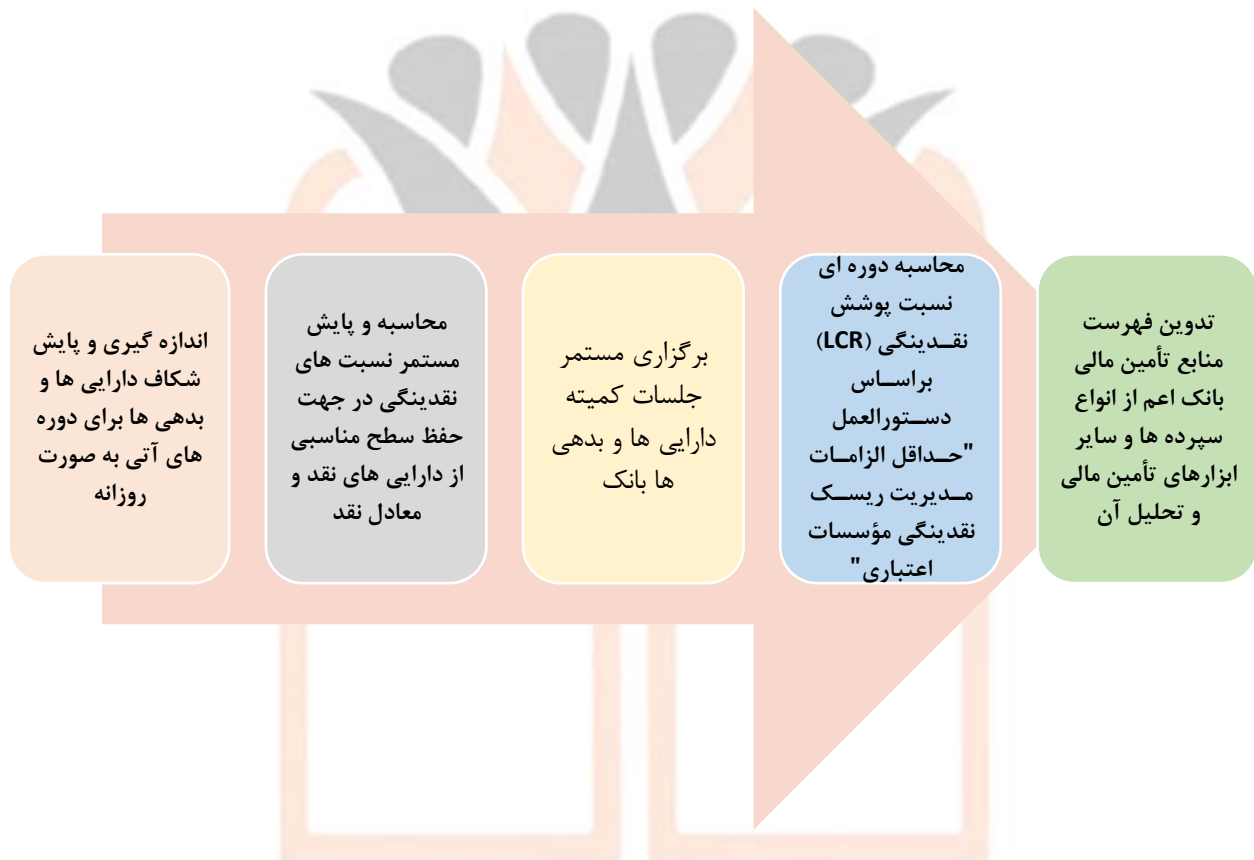 تدوین فهرست
منابع تأمین مالی
بانک اعم از انواع
سپرده ها و سایر
ابزارهای تأمین مالی
و تحلیل آن
محاسبه دوره ای
نسبت پوشش
نقــدینگی (LCR)
براســاس
دســتورالعمل
"حــداقل الزامــات
مــدیریت ریســک
نقدینگی مؤسسات
اعتباری"
برگزاری مستمر
جلسات کمیته
دارایی ها و بدهی
ها بانک
محاسبه و پایش
مستمر نسبت های
نقدینگی در جهت
حفظ سطح مناسبی
از دارایی های نقد و
معادل نقد
اندازه گیری و پایش
شکاف دارایی ها و
بدهی ها برای دوره
های آتی به صورت
روزانه